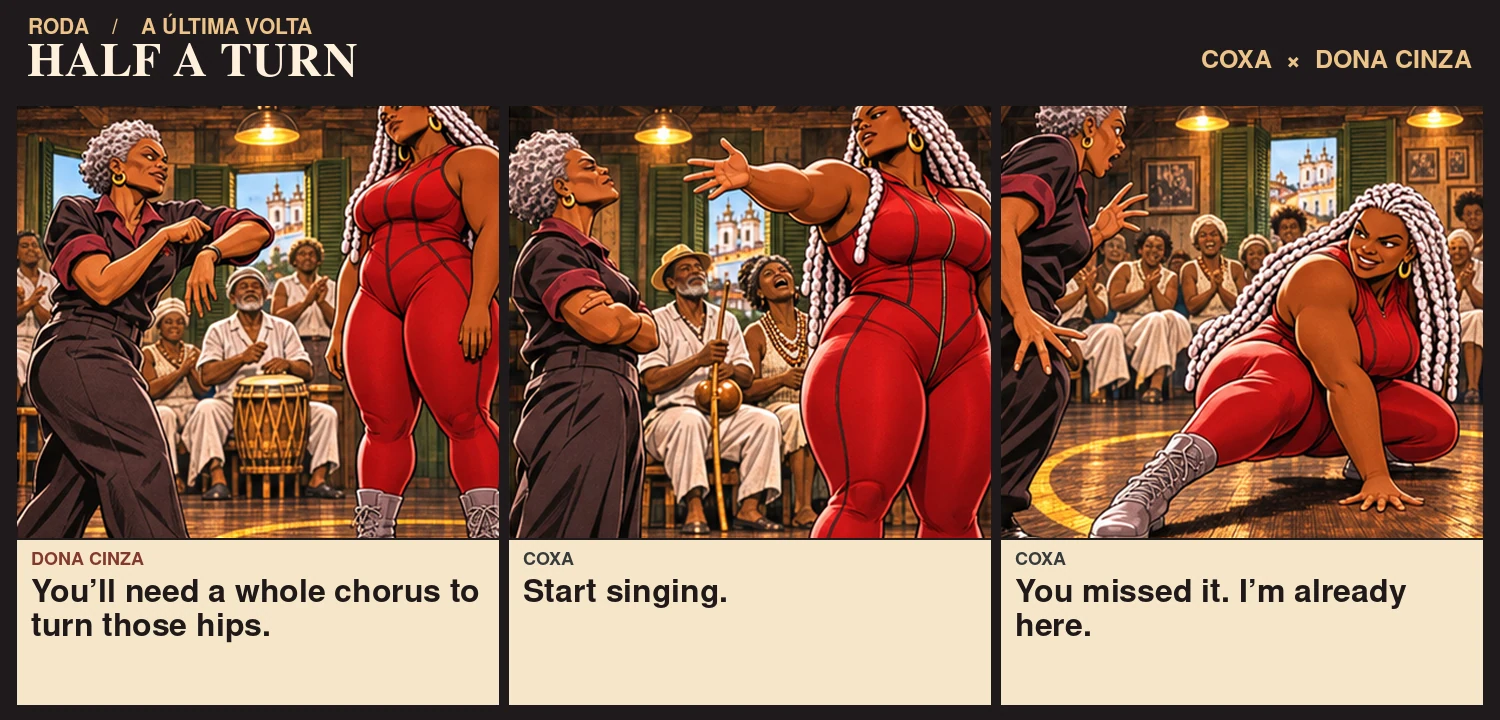 RODA / A ÚLTIMA VOLTA
HALF A TURN
COXA × DONA CINZA
DONA CINZA
You’ll need a whole chorus to
turn those hips.
COXA
Start singing.
COXA
You missed it. I’m already
here.